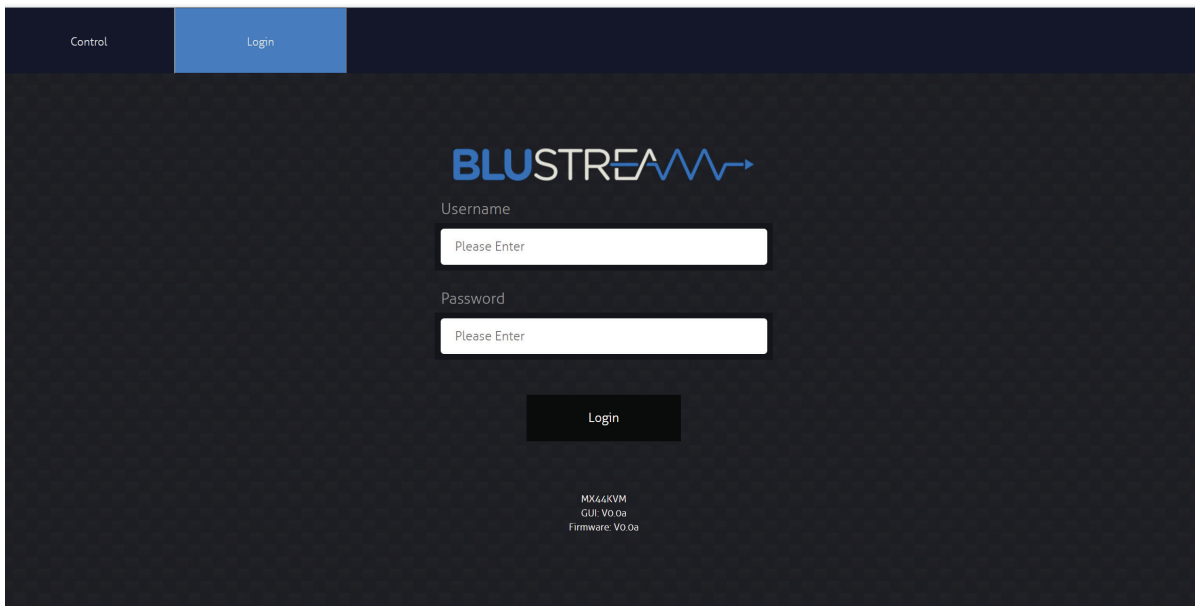 Control
Login
BLUSTREAM
Username
Please Enter
Password
Please Enter
Login
MX44KVM
GUI: V0.0a
Firmware: V0.0a